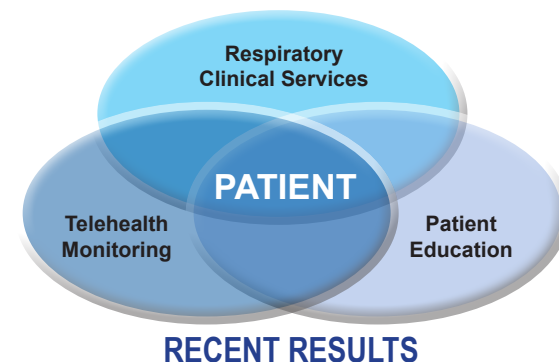 Respiratory
Clinical Services
PATIENT
Telehealth
Monitoring
Patient
Education
RECENT RESULTS